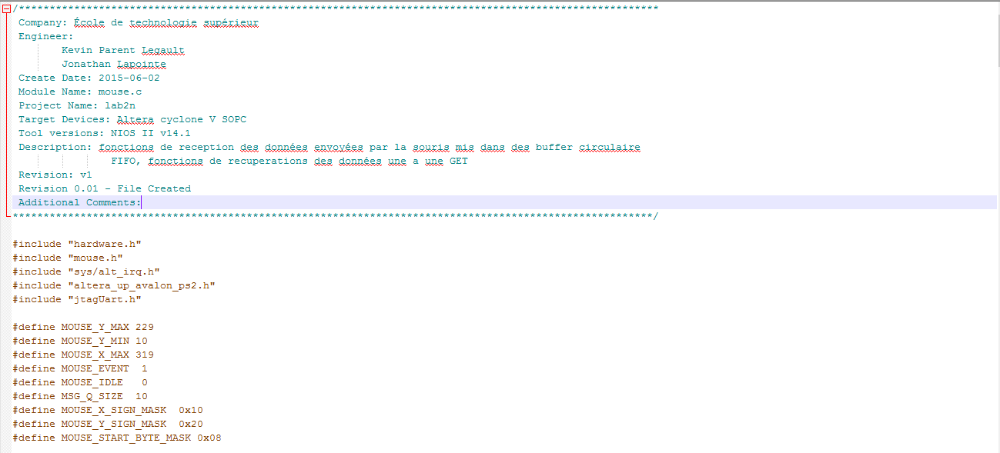 /********************************************************************************************************
Company: École de technologie supérieur
Engineer:
Kevin Parent Legault
Jonathan Lapointe
Create Date: 2015-06-02
Module Name: mouse.c
Project Name: lab2n
Target Devices: Altera cyclone V SOPC
Tool versions: NIOS II v14.1
Description: fonctions de reception des données envoyées par la souris mis dans des buffer circulaire
FIFO, fonctions de recuperations des données une a une GET
Revision: v1
Revision 0.01 - File Created
Additional Comments:
********************************************************************************************************/
#include "hardware.h"
#include "mouse.h"
#include "sys/alt_irq.h"
#include "altera_up_avalon_ps2.h"
#include "jtagUart.h"
#define MOUSE_Y_MAX 229
#define MOUSE_Y_MIN 10
#define MOUSE_X_MAX 319
#define MOUSE_EVENT  1
#define MOUSE_IDLE   0
#define MSG_Q_SIZE  10
#define MOUSE_X_SIGN_MASK  0x10
#define MOUSE_Y_SIGN_MASK  0x20
#define MOUSE_START_BYTE_MASK 0x08